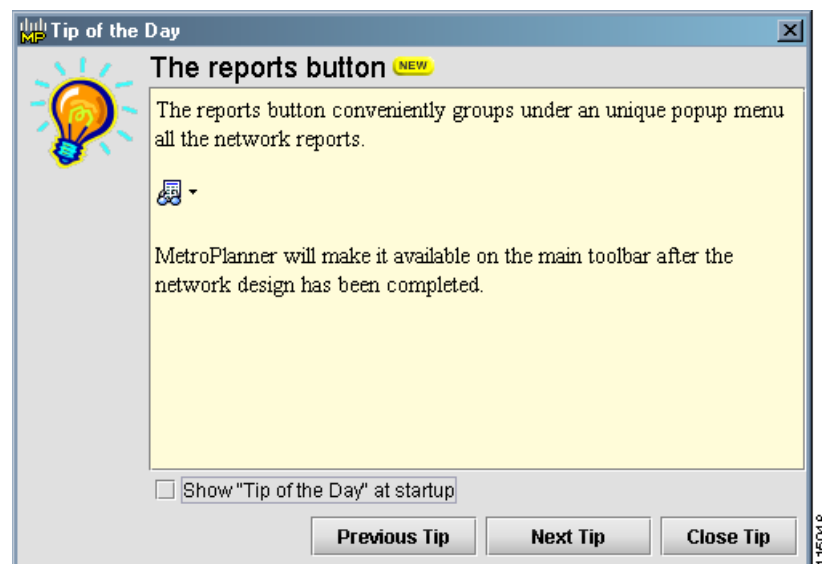 MP Tip of the Day
The reports button NEW
The reports button conveniently groups under an unique popup menu
all the network reports.
MetroPlanner will make it available on the main toolbar after the
network design has been completed.
Show "Tip of the Day" at startup
Previous Tip Next Tip Close Tip